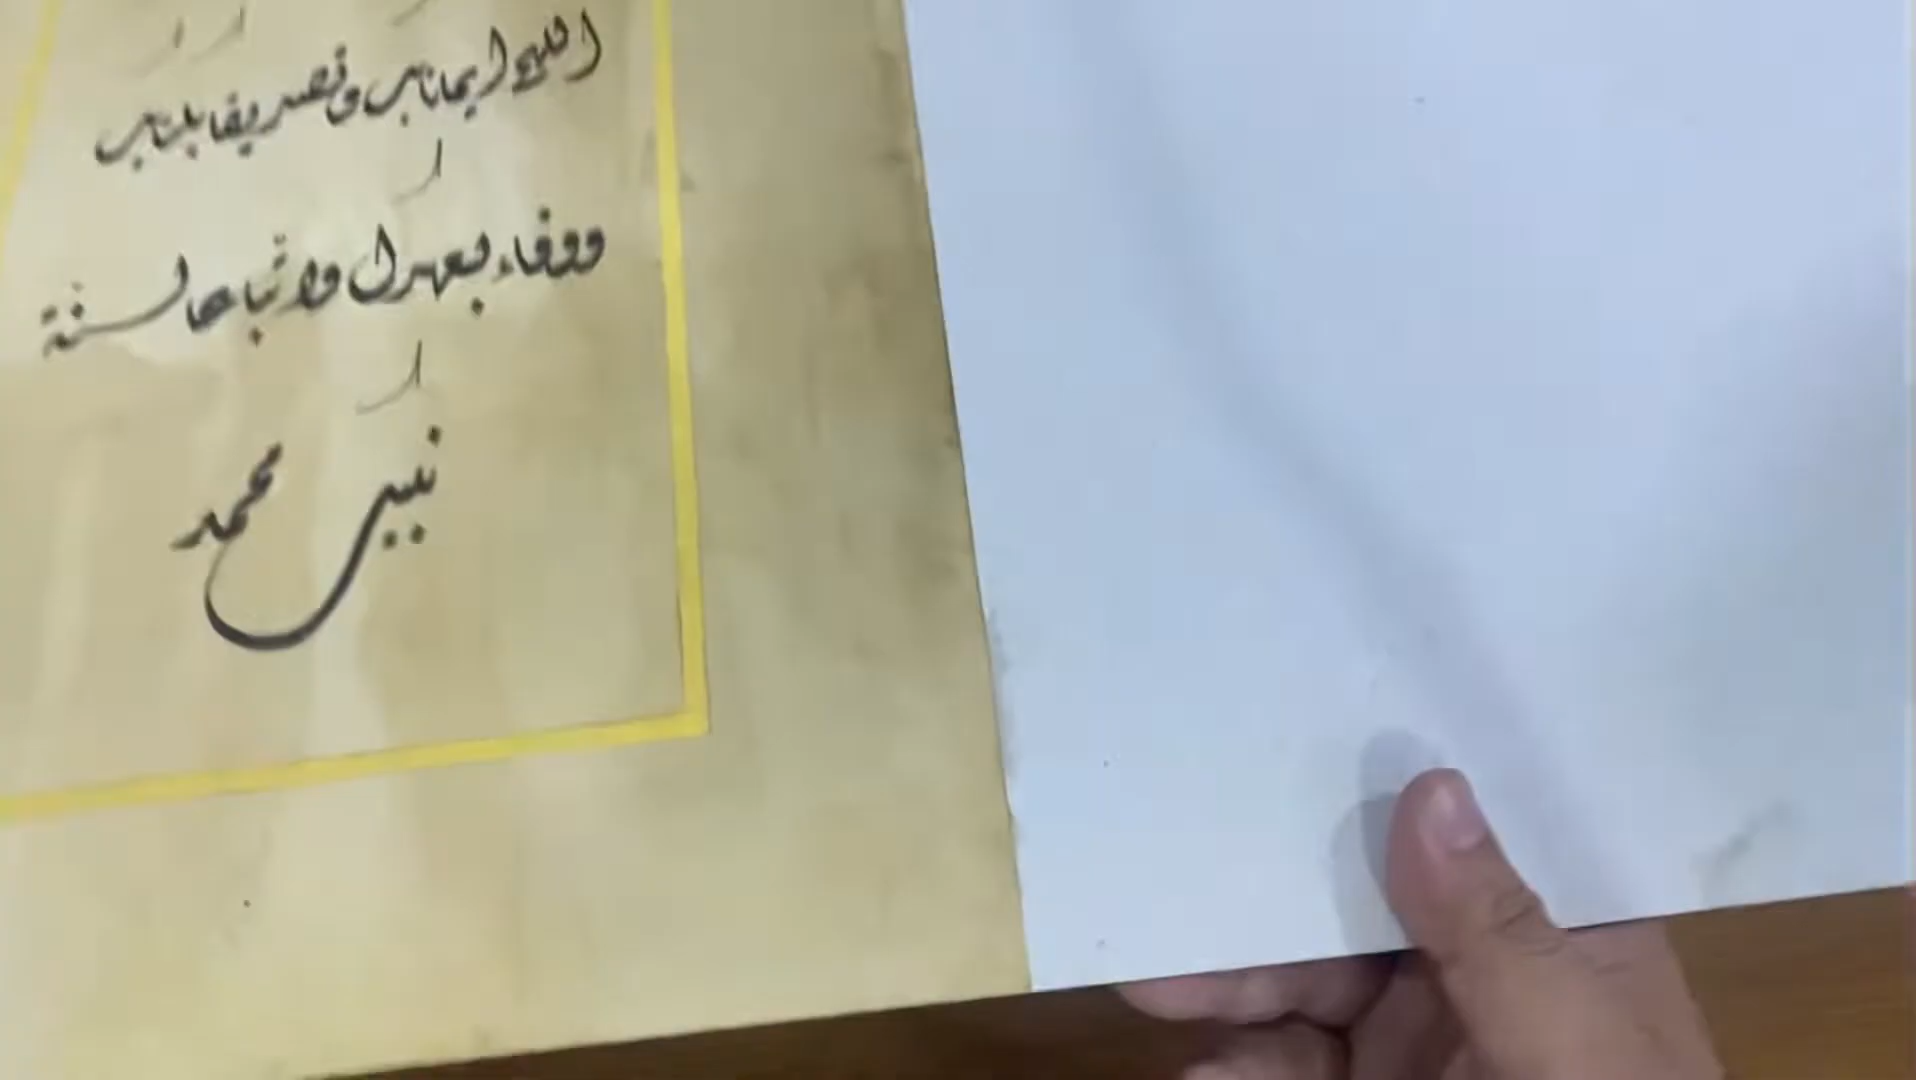 اللهم ايمانا بك وتصديقا بكتابك
ووفاء بعهدك واتباعا لسنة
نبيك محمد